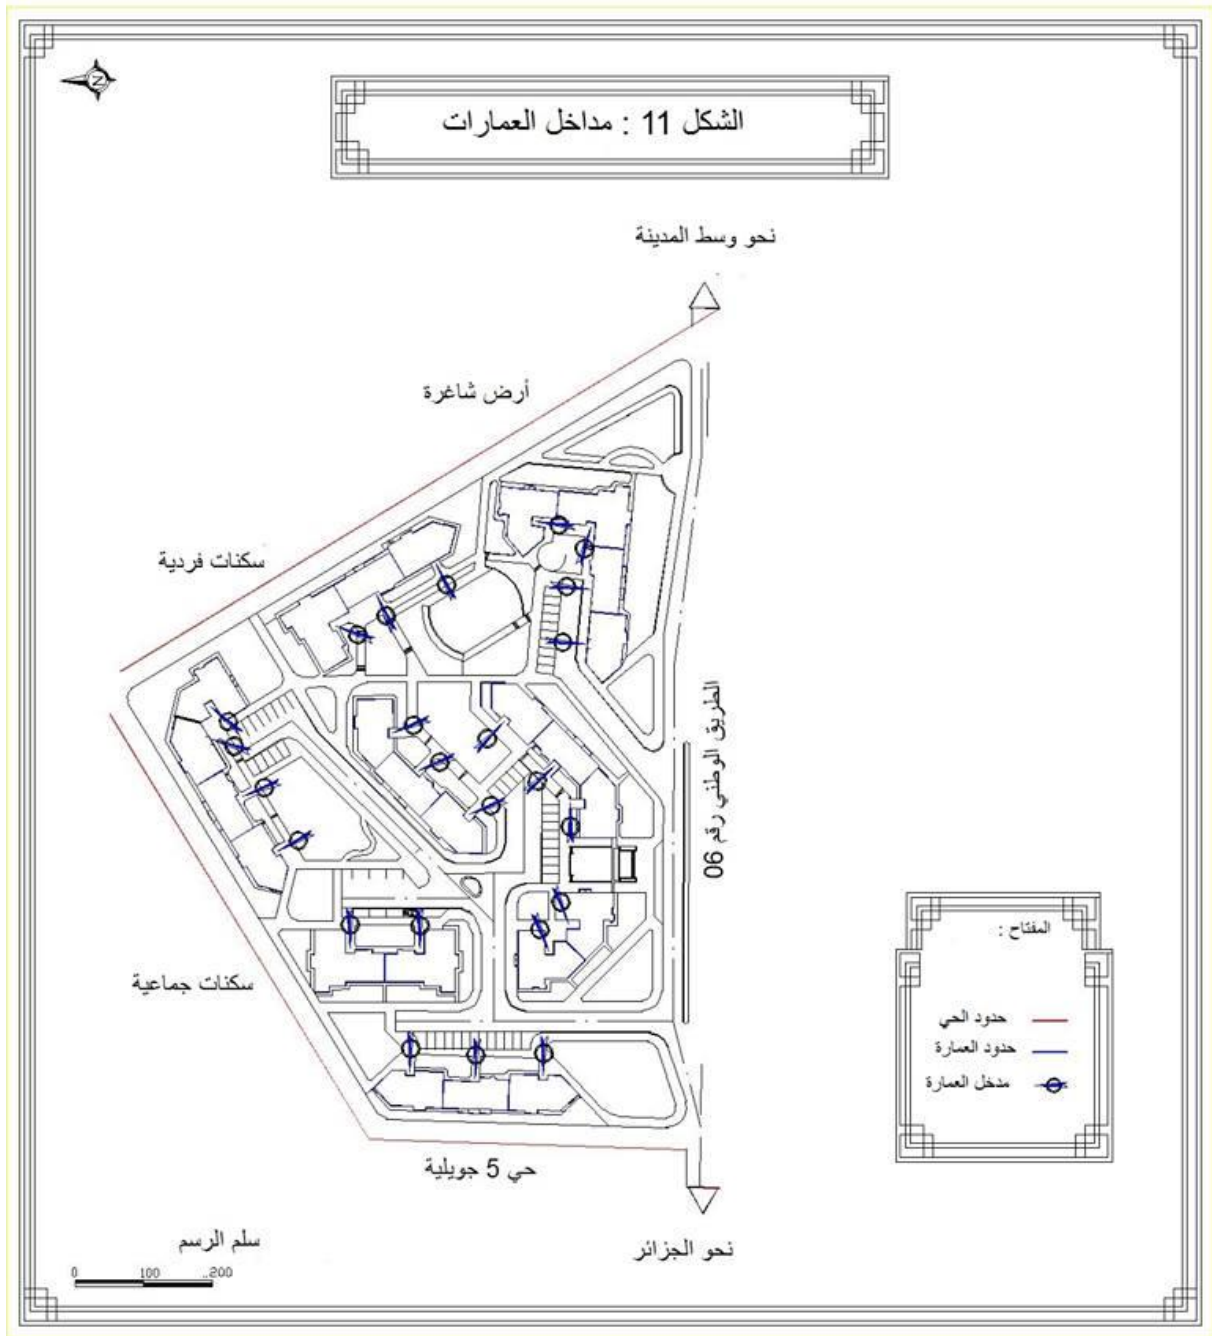 N
الشكل 11 : مداخل العمارات
نحو وسط المدينة
أرض شاغرة
سكنات فردية
الطريق الوطني رقم 06
المفتاح :
حدود الحي
حدود العمارة
مدخل العمارة
سكنات جماعية
حي 5 جويلية
نحو الجزائر
سلم الرسم
0 100 200